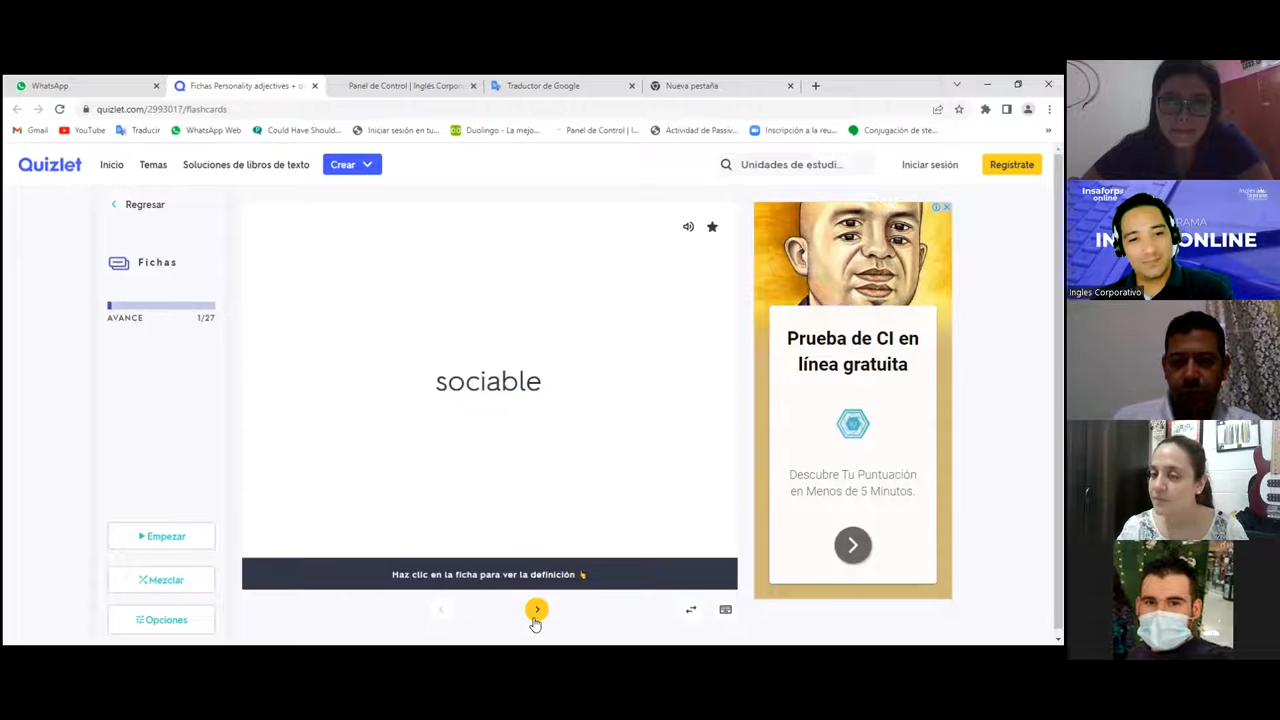 WhatsApp
Fichas Personality adjectives + d
Panel de Control | Inglés Corpor
Traductor de Google
Nueva pestaña
quizlet.com/2993017/flashcards
Gmail
YouTube
Traducir
WhatsApp Web
Could Have Should...
Iniciar sesión en tu...
Duolingo - La mejo...
Panel de Control | I...
Actividad de Passiv...
Inscripción a la reu...
Conjugación de ste...
Quizlet
Inicio
Temas
Soluciones de libros de texto
Crear
Unidades de estudi...
Iniciar sesión
Regístrate
Regresar
Fichas
AVANCE 1/27
sociable
Empezar
Mezclar
Opciones
Haz clic en la ficha para ver la definición
Prueba de CI en
línea gratuita
Descubre Tu Puntuación
en Menos de 5 Minutos.
Insaforp
online
ONLINE
Ingles Corporativo